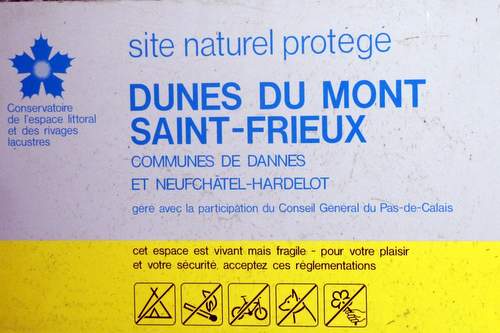 site naturel protégé
Conservatoire
de l'espace littoral
et des rivages
lacustres
DUNES DU MONT
SAINT-FRIEUX
COMMUNES DE DANNES
ET NEUFCHÂTEL-HARDELOT
géré avec la participation du Conseil Général du Pas-de-Calais
cet espace est vivant mais fragile - pour votre plaisir
et votre sécurité, acceptez ces réglementations